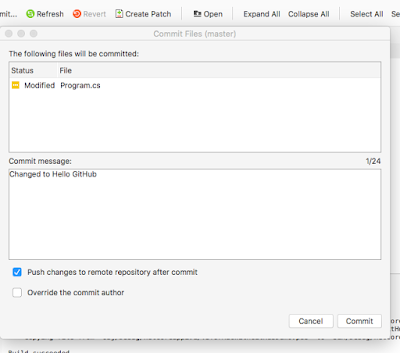 mit...
Refresh
Revert
Create Patch
Open
Expand All
Collapse All
Select All
Commit Files (master)
The following files will be committed:
Status File
Modified Program.cs
Commit message: 1/24
Changed to Hello GitHub
Push changes to remote repository after commit
Override the commit author
Cancel
Commit
Build succeeded